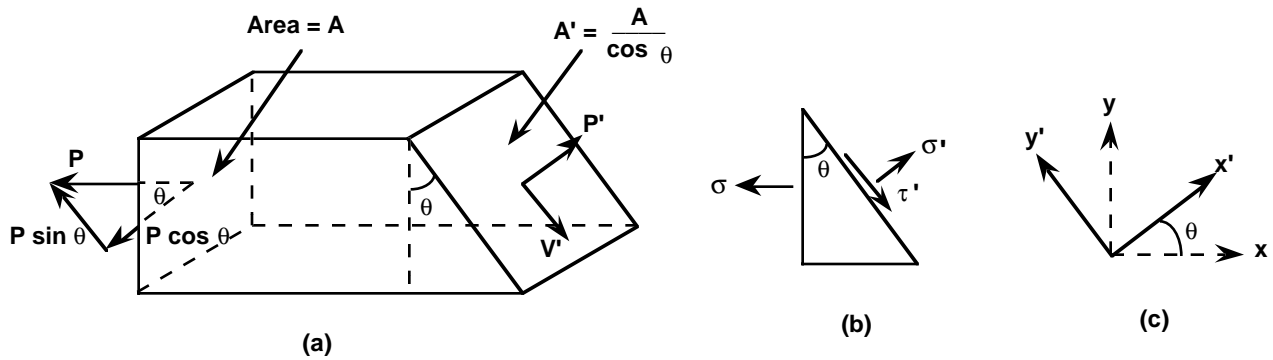 Area = A
A' = A / cos θ
P
θ
P sin θ
P cos θ
θ
P'
V'
(a)
σ
θ
σ'
τ'
(b)
y
y'
x'
θ
x
(c)